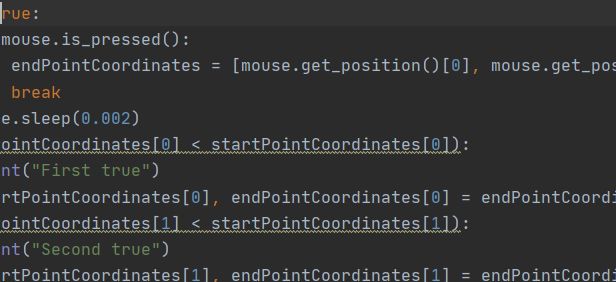 rue:
mouse.is_pressed():
endPointCoordinates = [mouse.get_position()[0], mouse.get_pos
break
e.sleep(0.002)
ointCoordinates[0] < startPointCoordinates[0]):
nt("First true")
rtPointCoordinates[0], endPointCoordinates[0] = endPointCoordi
ointCoordinates[1] < startPointCoordinates[1]):
nt("Second true")
rtPointCoordinates[1], endPointCoordinates[1] = endPointCoordi